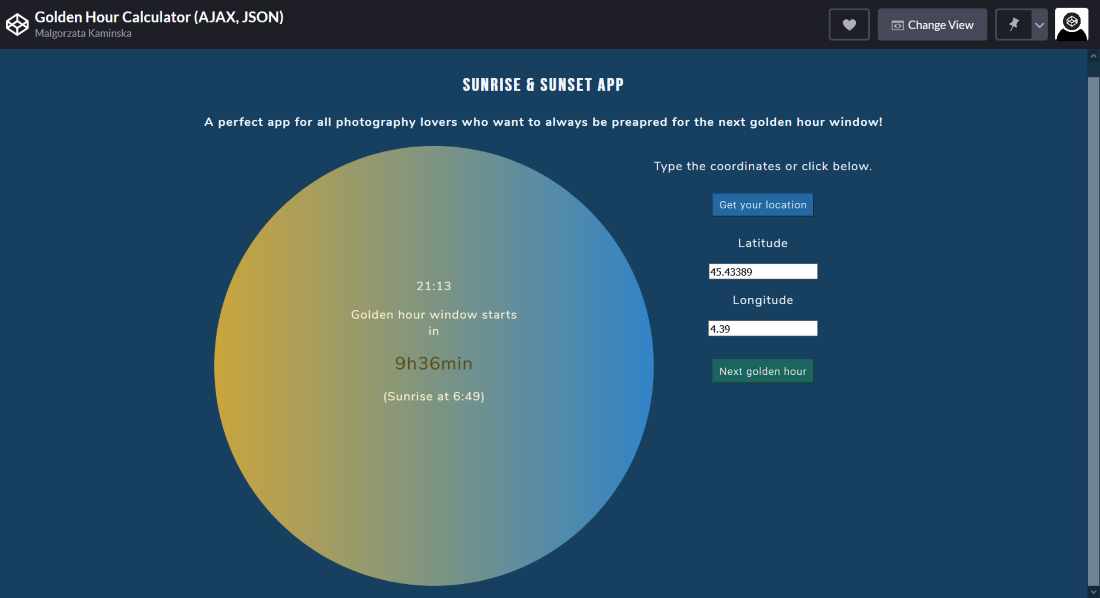 Golden Hour Calculator (AJAX, JSON)
Malgorzata Kaminska
Change View
SUNRISE & SUNSET APP
A perfect app for all photography lovers who want to always be preapred for the next golden hour window!
21:13
Golden hour window starts
in
9h36min
(Sunrise at 6:49)
Type the coordinates or click below.
Get your location
Latitude
45.43389
Longitude
4.39
Next golden hour